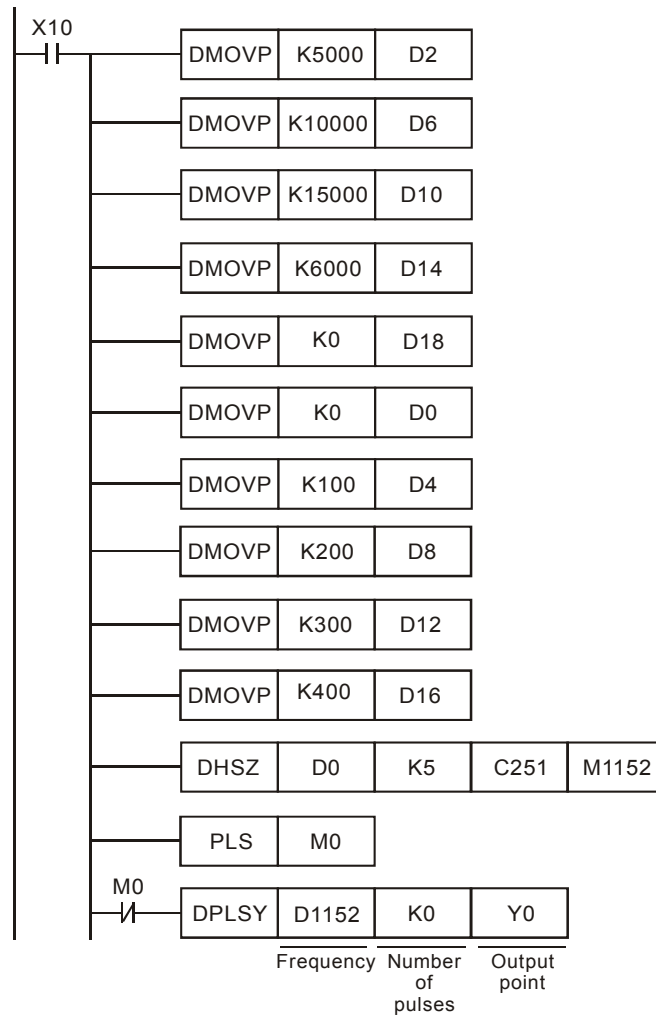 X10
DMOVP K5000 D2
DMOVP K10000 D6
DMOVP K15000 D10
DMOVP K6000 D14
DMOVP K0 D18
DMOVP K0 D0
DMOVP K100 D4
DMOVP K200 D8
DMOVP K300 D12
DMOVP K400 D16
DHSZ D0 K5 C251 M1152
PLS M0
M0
DPLSY D1152 K0 Y0
Frequency Number Output
of point
pulses